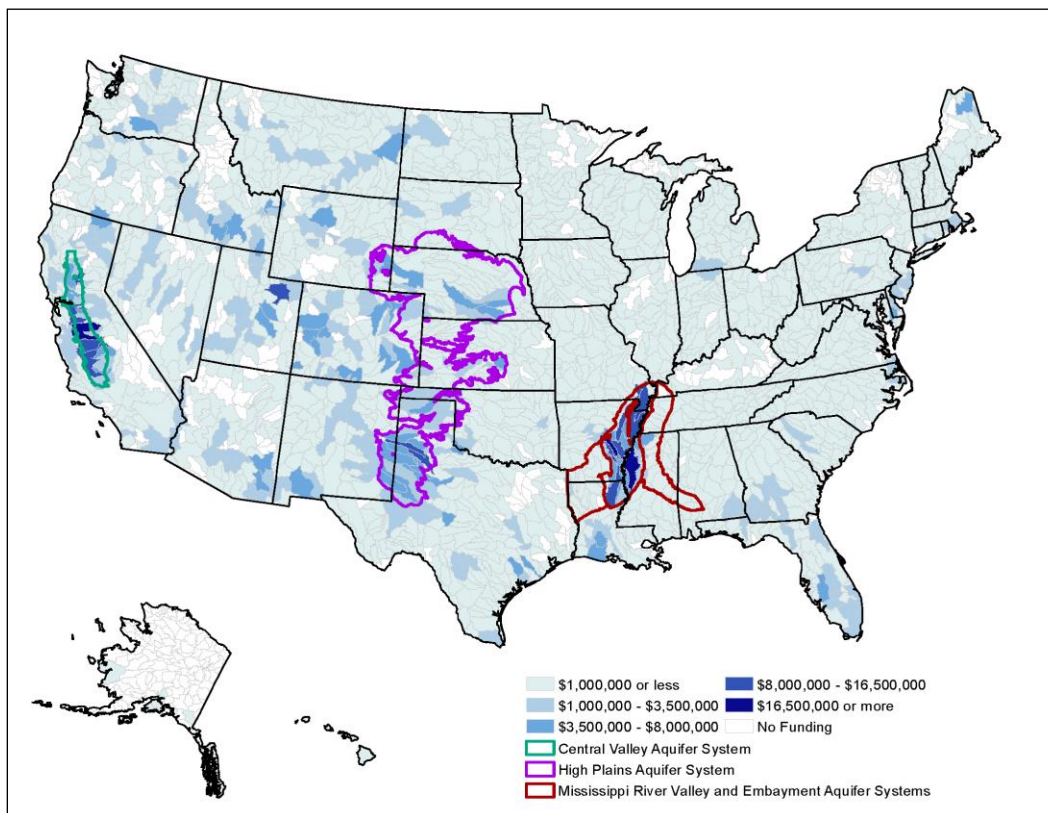 $1,000,000 or less
$1,000,000 - $3,500,000
$3,500,000 - $8,000,000
$8,000,000 - $16,500,000
$16,500,000 or more
No Funding
Central Valley Aquifer System
High Plains Aquifer System
Mississippi River Valley and Embayment Aquifer Systems